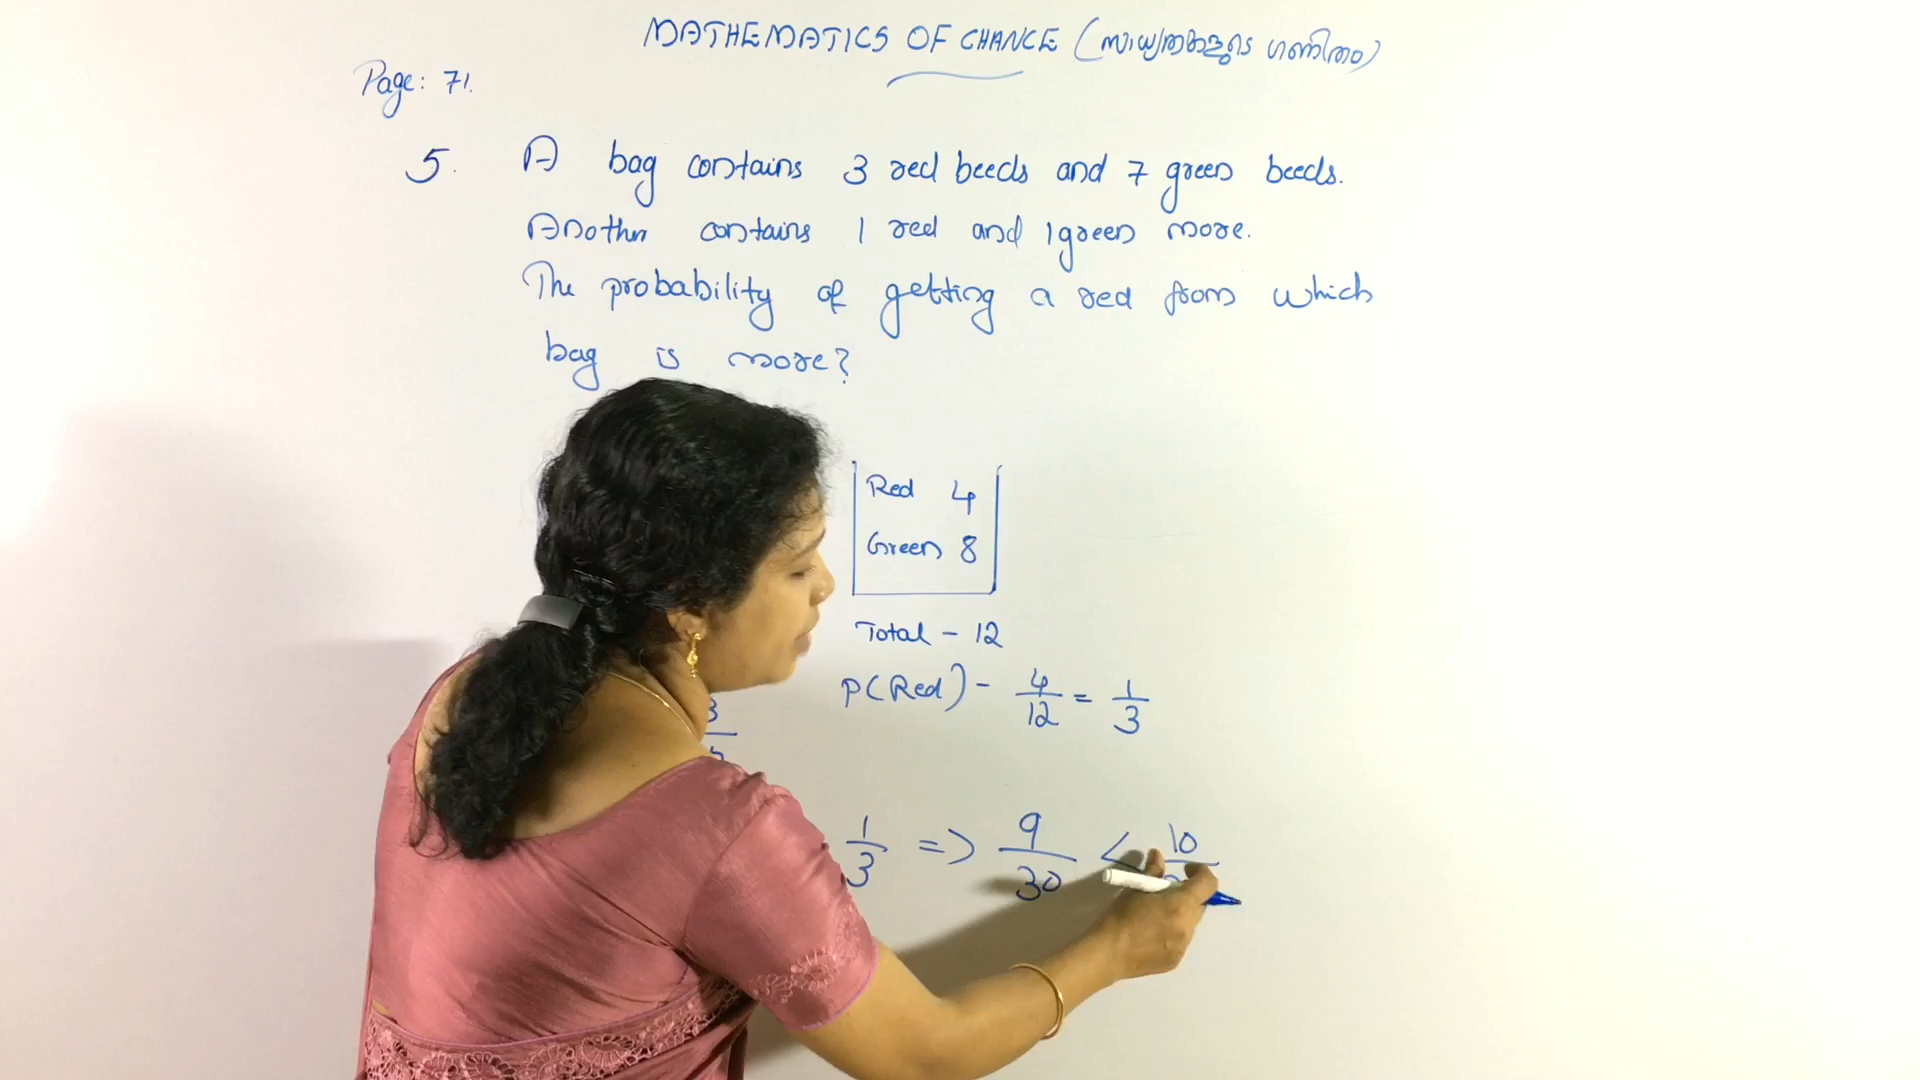 MATHEMATICS OF CHANCE (സാധ്യതകളുടെ ഗണിതം)
Page: 71.
5. A bag contains 3 red beeds and 7 green beeds.
Another contains 1 red and 1 green more.
The probability of getting a red from which
bag is more?
Red 4
Green 8
Total - 12
P(Red) - 4/12 = 1/3
3
1/3 => 9/30 < 10